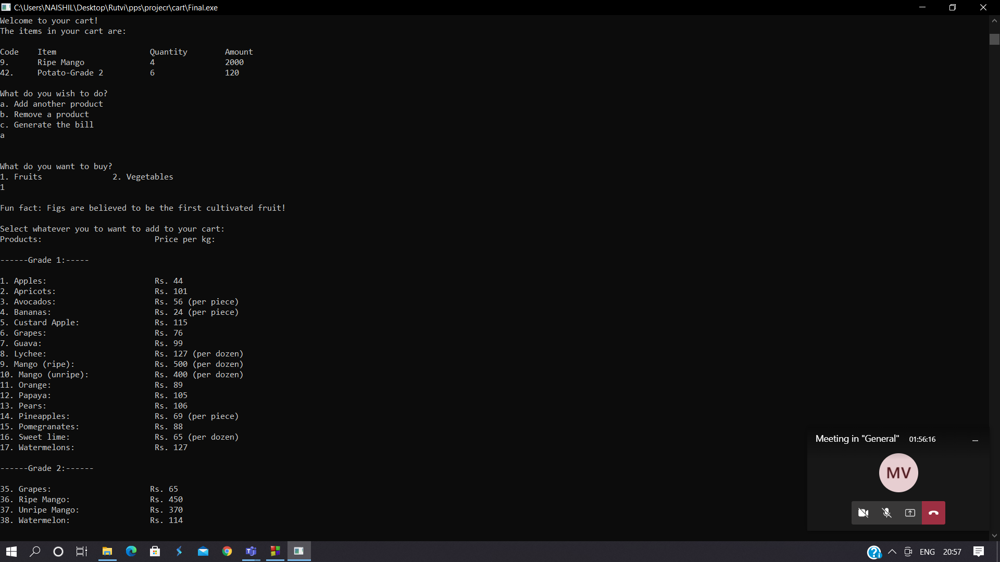 C:\Users\NAISHIL\Desktop\Rutvi\pps\projecr\cart\Final.exe
Welcome to your cart!
The items in your cart are:
Code Item Quantity Amount
9. Ripe Mango 4 2000
42. Potato-Grade 2 6 120
What do you wish to do?
a. Add another product
b. Remove a product
c. Generate the bill
a
What do you want to buy?
1. Fruits 2. Vegetables
1
Fun fact: Figs are believed to be the first cultivated fruit!
Select whatever you to want to add to your cart:
Products: Price per kg:
------Grade 1:-----
1. Apples: Rs. 44
2. Apricots: Rs. 101
3. Avocados: Rs. 56 (per piece)
4. Bananas: Rs. 24 (per piece)
5. Custard Apple: Rs. 115
6. Grapes: Rs. 76
7. Guava: Rs. 99
8. Lychee: Rs. 127 (per dozen)
9. Mango (ripe): Rs. 500 (per dozen)
10. Mango (unripe): Rs. 400 (per dozen)
11. Orange: Rs. 89
12. Papaya: Rs. 105
13. Pears: Rs. 106
14. Pineapples: Rs. 69 (per piece)
15. Pomegranates: Rs. 88
16. Sweet lime: Rs. 65 (per dozen)
17. Watermelons: Rs. 127
------Grade 2:------
35. Grapes: Rs. 65
36. Ripe Mango: Rs. 450
37. Unripe Mango: Rs. 370
38. Watermelon: Rs. 114
Meeting in "General" 01:56:16
MV
ENG 20:57